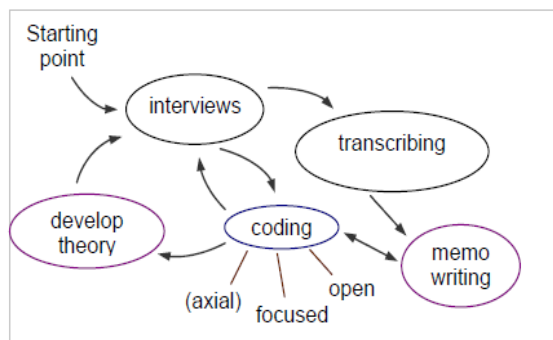 Starting
point
interviews
transcribing
develop
theory
coding
memo
writing
(axial)
focused
open